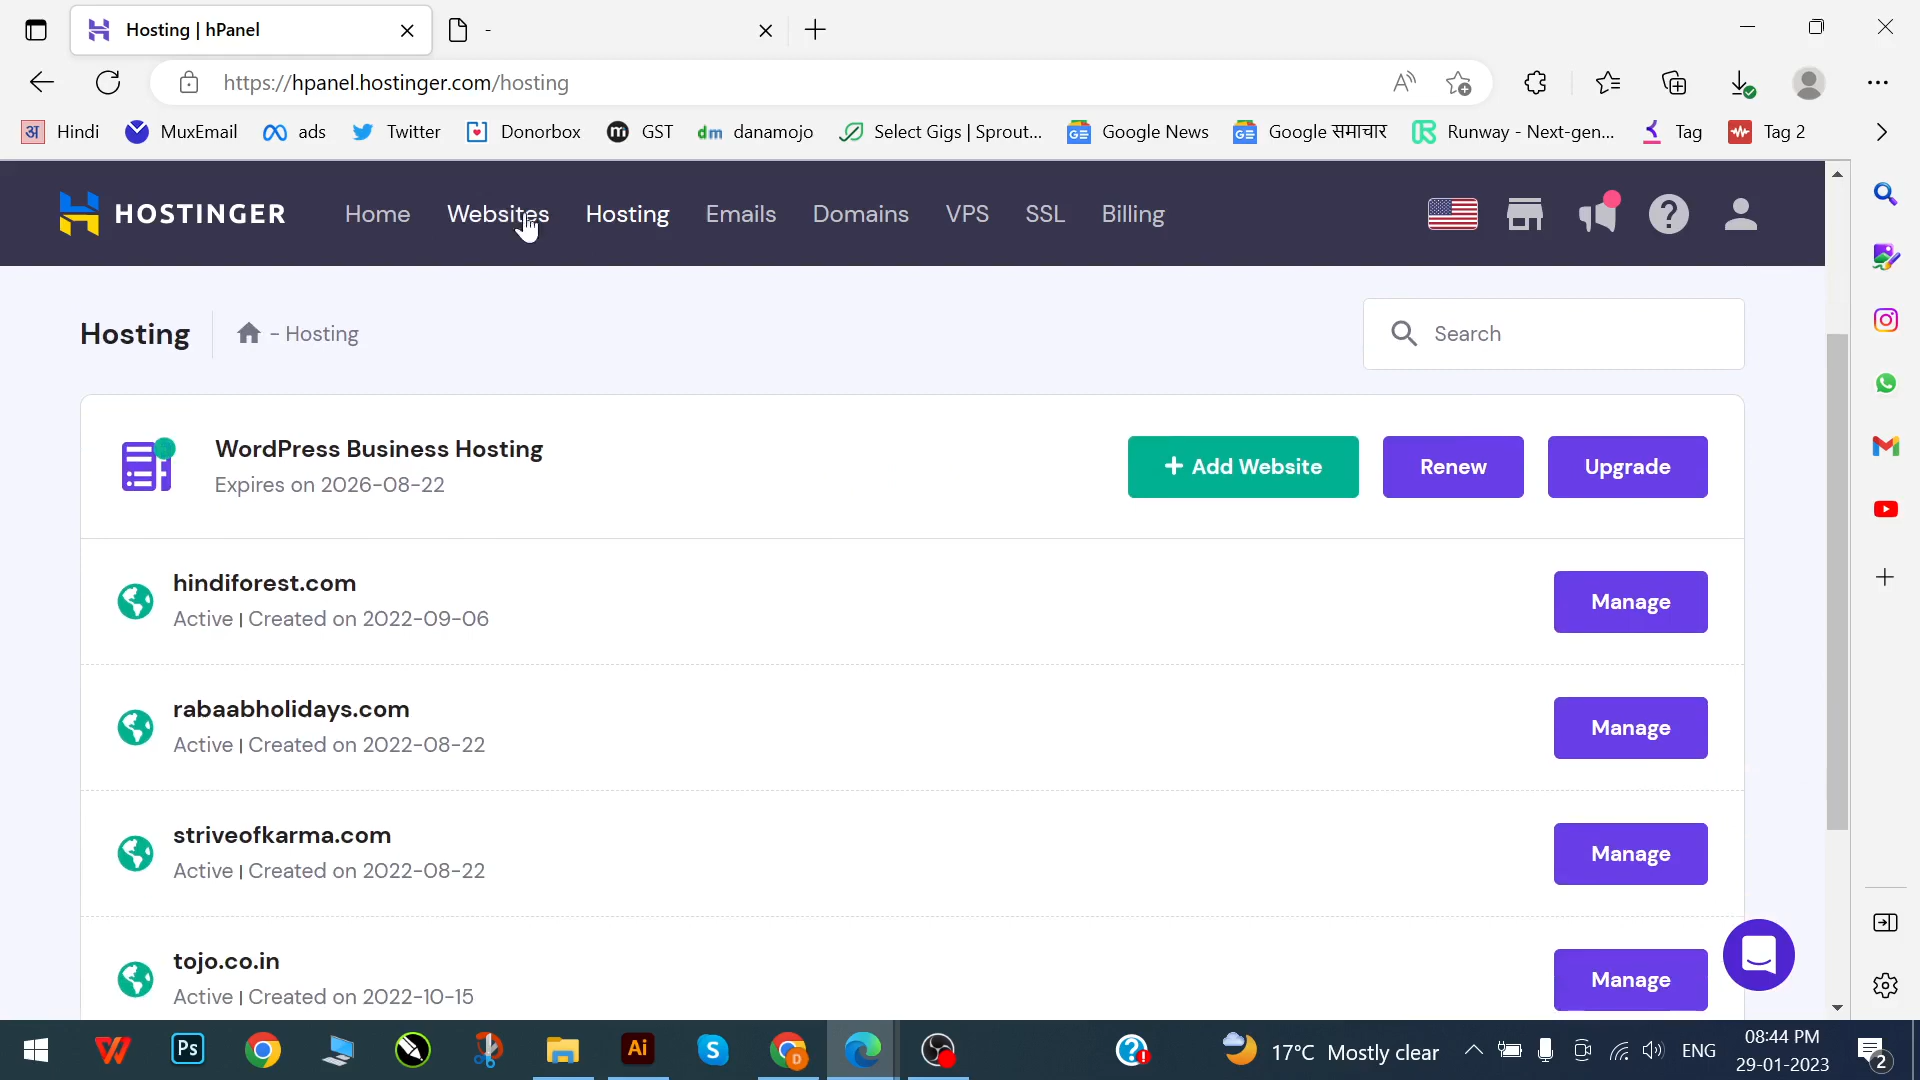 Hosting | hPanel
-
https://hpanel.hostinger.com/hosting
अ Hindi MuxEmail ads Twitter Donorbox GST dm danamojo Select Gigs | Sprout... Google News Google समाचार Runway - Next-gen... Tag Tag 2
HOSTINGER Home Websites Hosting Emails Domains VPS SSL Billing
Hosting - Hosting Search
WordPress Business Hosting
Expires on 2026-08-22
+ Add Website Renew Upgrade
hindiforest.com
Active | Created on 2022-09-06
Manage
rabaabholidays.com
Active | Created on 2022-08-22
Manage
striveofkarma.com
Active | Created on 2022-08-22
Manage
tojo.co.in
Active | Created on 2022-10-15
Manage
Ps Ai S D 17°C Mostly clear ENG 08:44 PM
29-01-2023 2